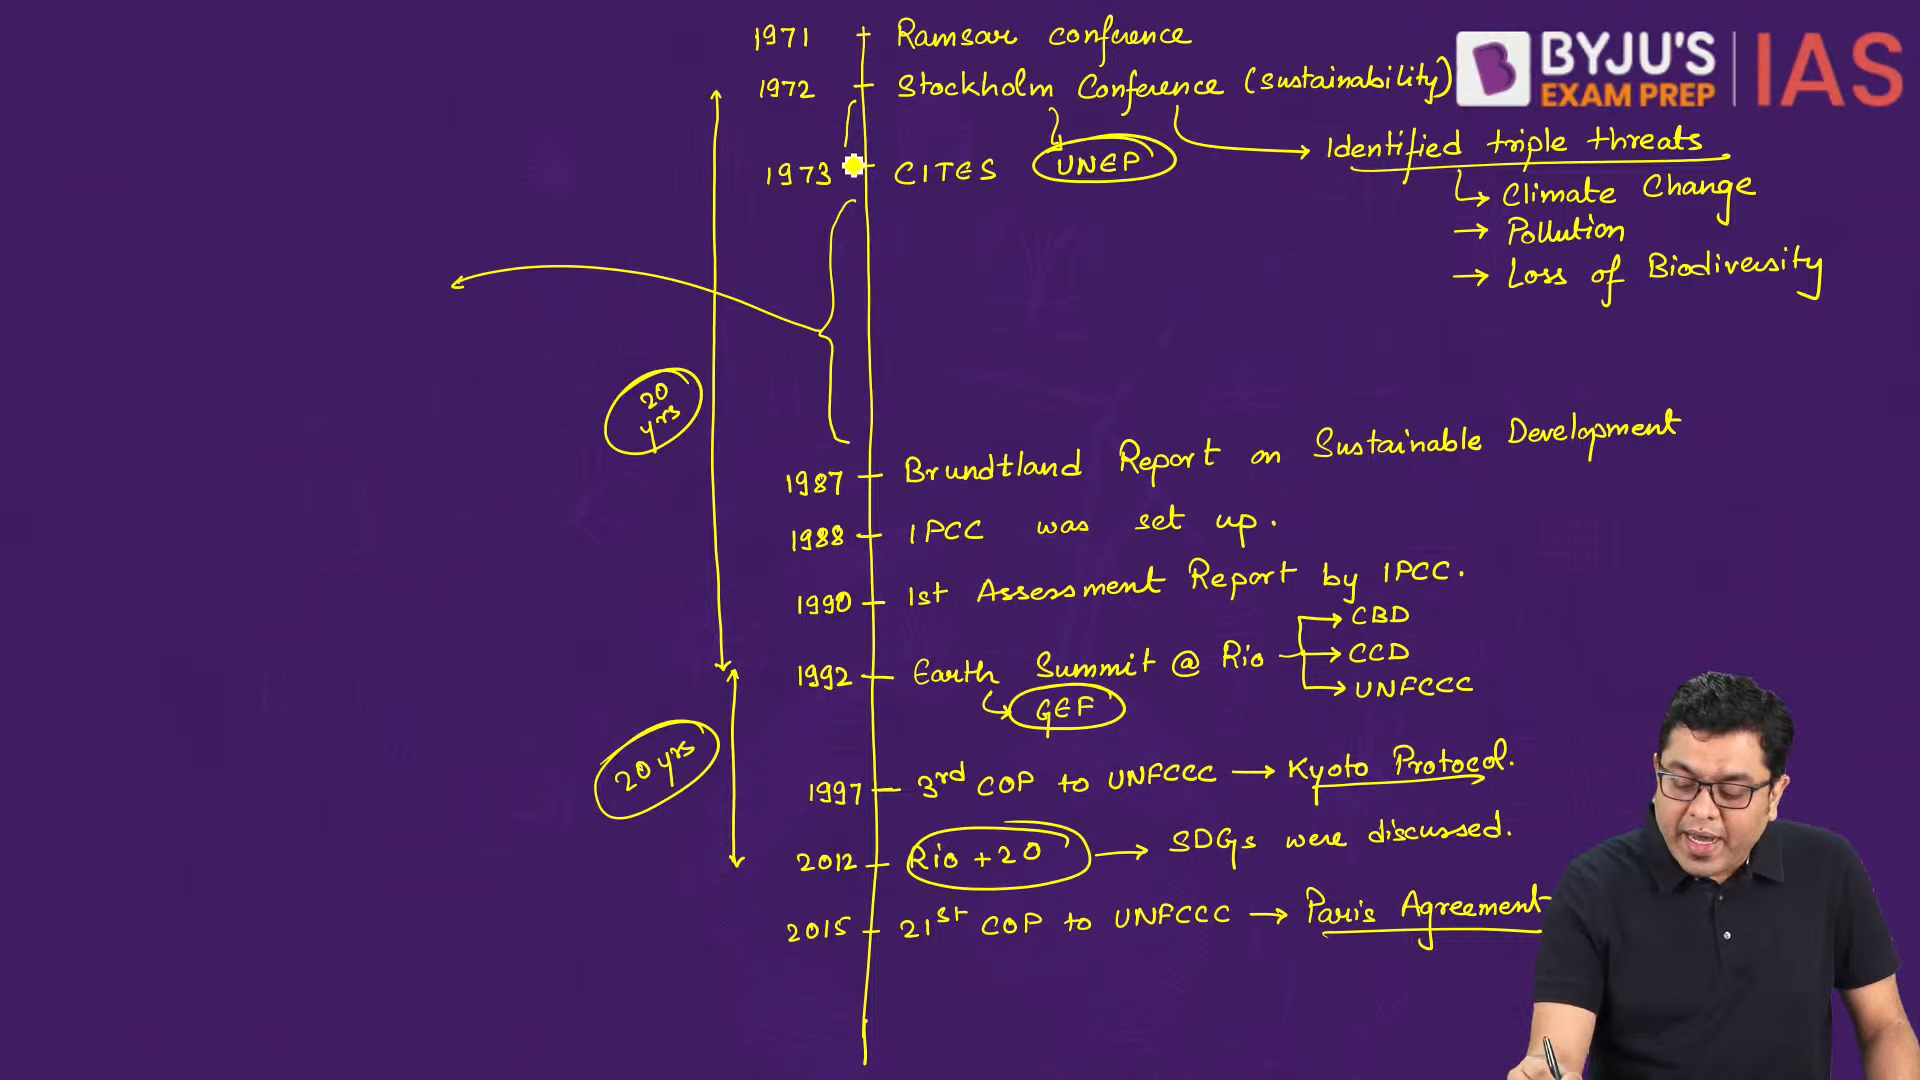 1971 Ramsar conference
1972 Stockholm Conference (sustainability)
BYJU'S
EXAM PREP
IAS
Identified triple threats
1973 CITES UNEP
Climate Change
Pollution
Loss of Biodiversity
20 yrs
1987 Brundtland Report on Sustainable Development
1988 IPCC was set up.
1990 1st Assessment Report by IPCC.
CBD
1992 Earth Summit @ Rio CCD
UNFCCC
GEF
20 yrs
1997 3rd COP to UNFCCC → Kyoto Protocol.
2012 Rio +20 → SDGs were discussed.
2015 21st COP to UNFCCC → Paris Agreement